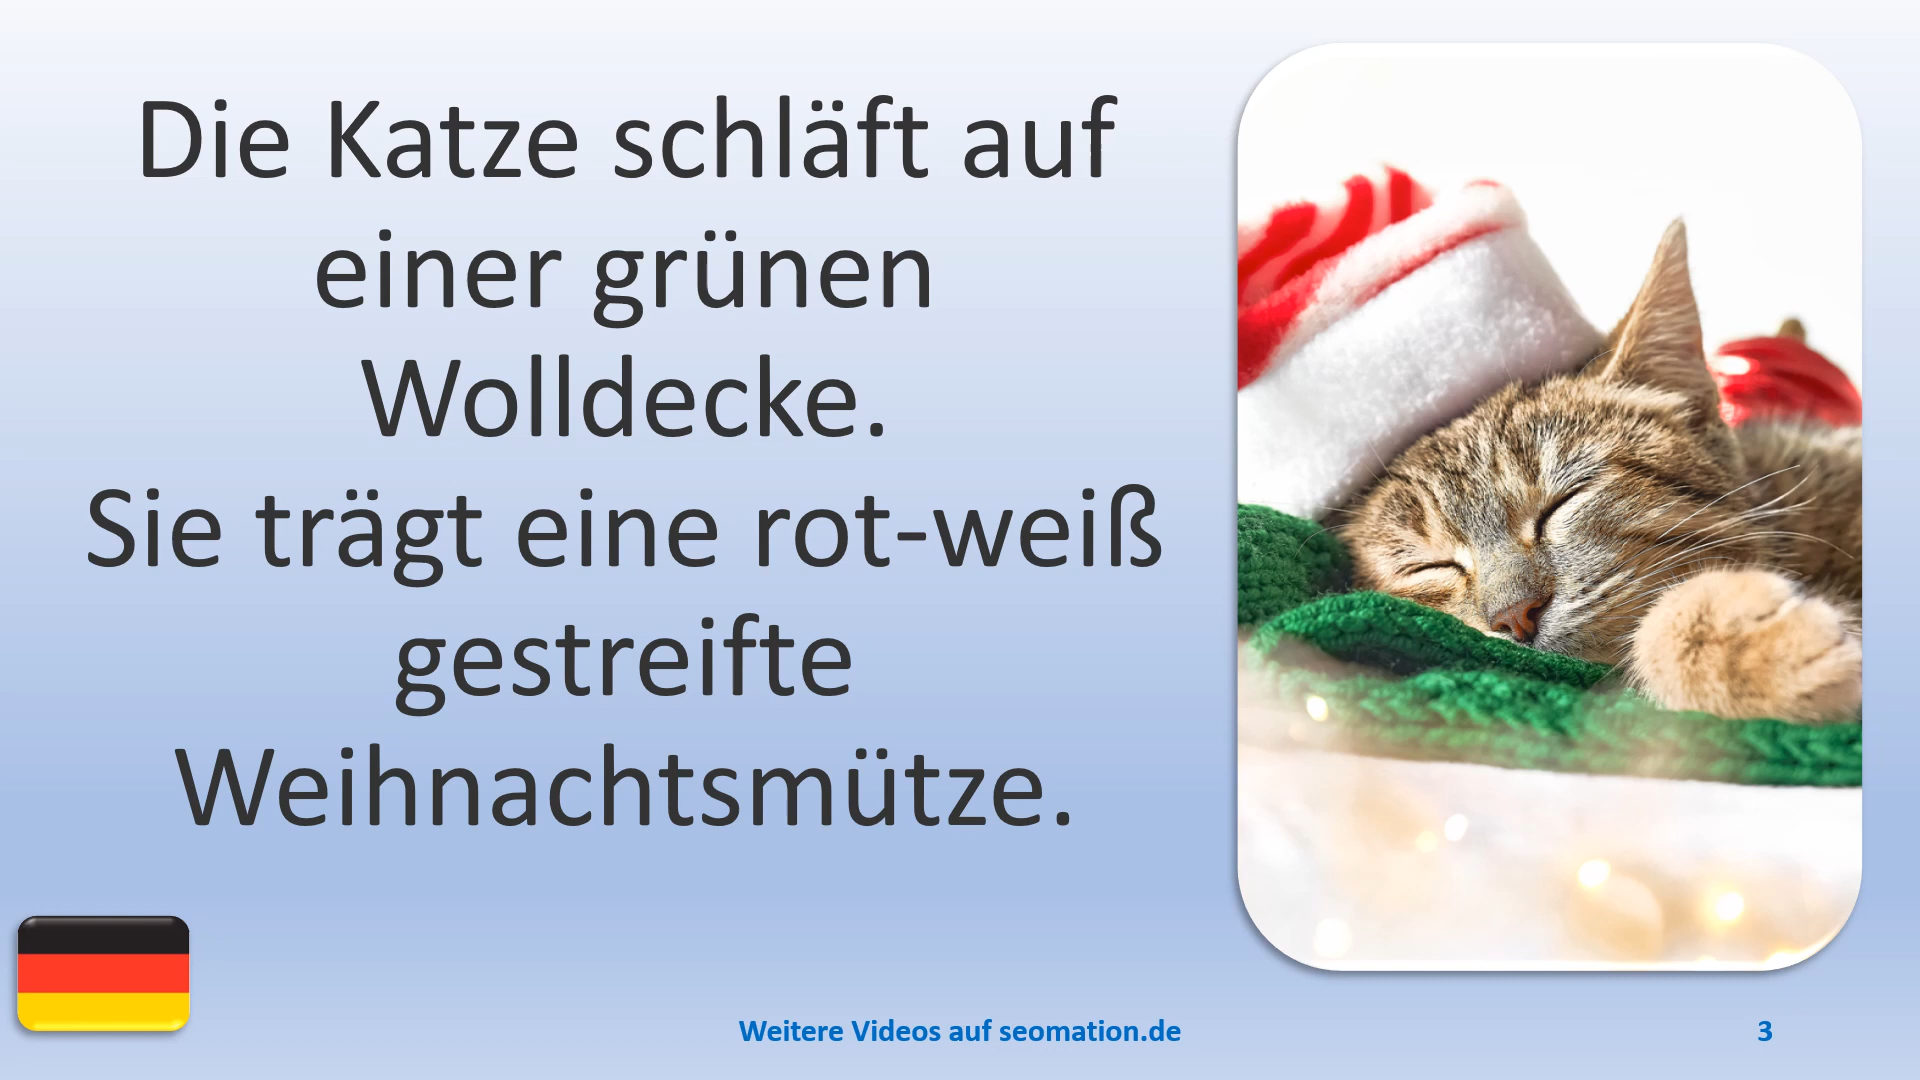 Die Katze schläft auf
einer grünen
Wolldecke.
Sie trägt eine rot-weiß
gestreifte
Weihnachtsmütze.
Weitere Videos auf seomation.de
3